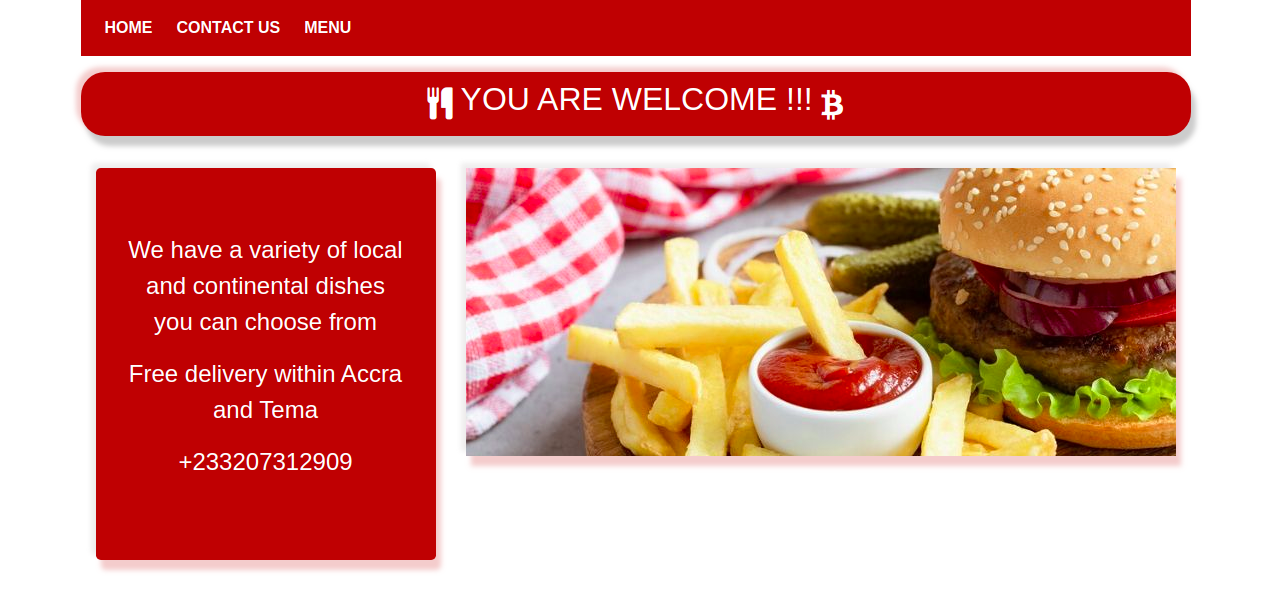 HOME CONTACT US MENU
YOU ARE WELCOME !!!
We have a variety of local
and continental dishes
you can choose from
Free delivery within Accra
and Tema
+233207312909